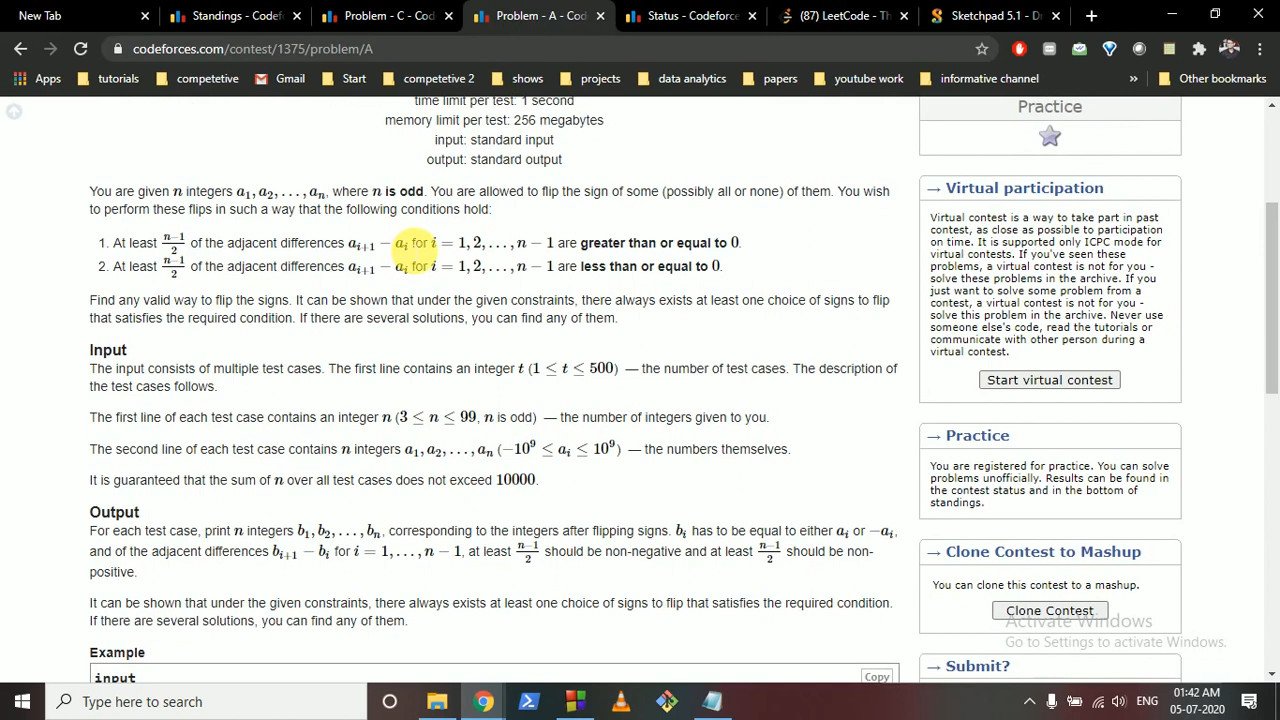 New Tab
Standings - Codef
Problem - C - Cod
Problem - A - Cod
Status - Codeforce
(87) LeetCode - Th
Sketchpad 5.1 - Dr
codeforces.com/contest/1375/problem/A
Apps
tutorials
competetive
Gmail
Start
competetive 2
shows
projects
data analytics
papers
youtube work
informative channel
»
Other bookmarks
time limit per test: 1 second
memory limit per test: 256 megabytes
input: standard input
output: standard output
You are given n integers a₁, a₂, . . . , aₙ, where n is odd. You are allowed to flip the sign of some (possibly all or none) of them. You wish
to perform these flips in such a way that the following conditions hold:
1. At least (n−1)/2 of the adjacent differences aᵢ₊₁ − aᵢ for i = 1, 2, . . . , n − 1 are greater than or equal to 0.
2. At least (n−1)/2 of the adjacent differences aᵢ₊₁ − aᵢ for i = 1, 2, . . . , n − 1 are less than or equal to 0.
Find any valid way to flip the signs. It can be shown that under the given constraints, there always exists at least one choice of signs to flip
that satisfies the required condition. If there are several solutions, you can find any of them.
Input
The input consists of multiple test cases. The first line contains an integer t (1 ≤ t ≤ 500) — the number of test cases. The description of
the test cases follows.
The first line of each test case contains an integer n (3 ≤ n ≤ 99, n is odd) — the number of integers given to you.
The second line of each test case contains n integers a₁, a₂, . . . , aₙ (−10⁹ ≤ aᵢ ≤ 10⁹) — the numbers themselves.
It is guaranteed that the sum of n over all test cases does not exceed 10000.
Output
For each test case, print n integers b₁, b₂, . . . , bₙ, corresponding to the integers after flipping signs. bᵢ has to be equal to either aᵢ or −aᵢ,
and of the adjacent differences bᵢ₊₁ − bᵢ for i = 1, . . . , n − 1, at least (n−1)/2 should be non-negative and at least (n−1)/2 should be non-
positive.
It can be shown that under the given constraints, there always exists at least one choice of signs to flip that satisfies the required condition.
If there are several solutions, you can find any of them.
Example
input
Copy
Practice
→ Virtual participation
Virtual contest is a way to take part in past
contest, as close as possible to participation
on time. It is supported only ICPC mode for
virtual contests. If you've seen these
problems, a virtual contest is not for you -
solve these problems in the archive. If you
just want to solve some problem from a
contest, a virtual contest is not for you -
solve this problem in the archive. Never use
someone else's code, read the tutorials or
communicate with other person during a
virtual contest.
Start virtual contest
→ Practice
You are registered for practice. You can solve
problems unofficially. Results can be found in
the contest status and in the bottom of
standings.
→ Clone Contest to Mashup
You can clone this contest to a mashup.
Clone Contest
Activate Windows
Go to Settings to activate Windows.
→ Submit?
Type here to search
ENG
01:42 AM
05-07-2020